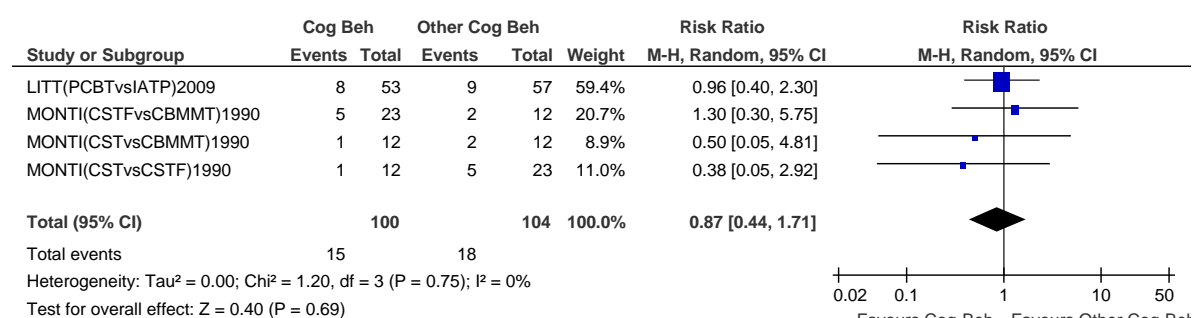 Cog Beh Other Cog Beh Risk Ratio Risk Ratio
Study or Subgroup Events Total Events Total Weight M-H, Random, 95% CI M-H, Random, 95% CI
LITT(PCBTvsIATP)2009 8 53 9 57 59.4% 0.96 [0.40, 2.30]
MONTI(CSTFvsCBMMT)1990 5 23 2 12 20.7% 1.30 [0.30, 5.75]
MONTI(CSTvsCBMMT)1990 1 12 2 12 8.9% 0.50 [0.05, 4.81]
MONTI(CSTvsCSTF)1990 1 12 5 23 11.0% 0.38 [0.05, 2.92]
Total (95% CI) 100 104 100.0% 0.87 [0.44, 1.71]
Total events 15 18
Heterogeneity: Tau² = 0.00; Chi² = 1.20, df = 3 (P = 0.75); I² = 0%
Test for overall effect: Z = 0.40 (P = 0.69)
0.02 0.1 1 10 50
Favours Cog Beh Favours Other Cog Beh